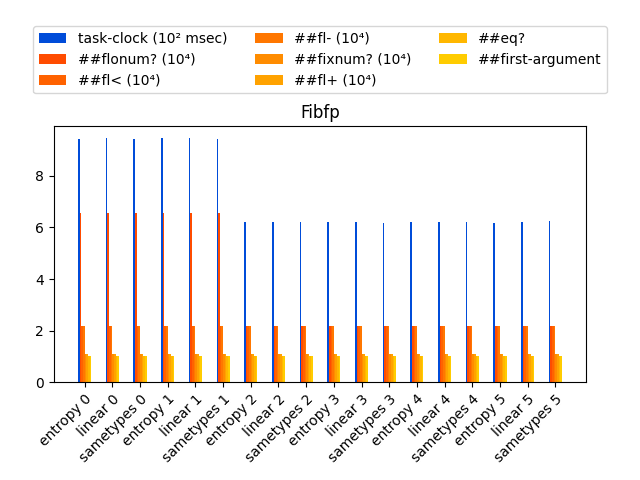 task-clock (10² msec) ##fl- (10⁴) ##eq?
##flonum? (10⁴) ##fixnum? (10⁴) ##first-argument
##fl< (10⁴) ##fl+ (10⁴)
Fibfp
8
6
4
2
0
entropy 0
linear 0
sametypes 0
entropy 1
linear 1
sametypes 1
entropy 2
linear 2
sametypes 2
entropy 3
linear 3
sametypes 3
entropy 4
linear 4
sametypes 4
entropy 5
linear 5
sametypes 5